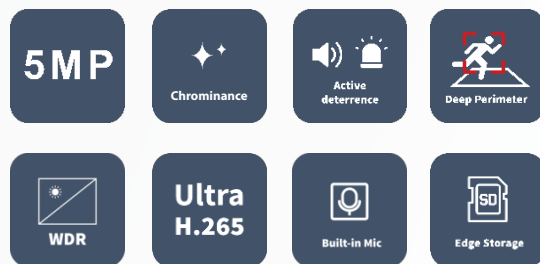 5MP
Chrominance
Active
deterrence
Deep Perimeter
WDR
Ultra
H.265
Built-in Mic
SD
Edge Storage